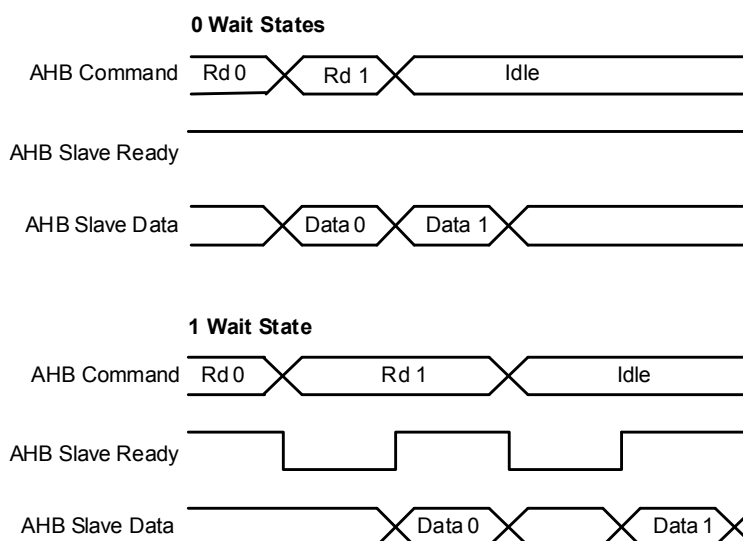 0 Wait States
AHB Command Rd 0 Rd 1 Idle
AHB Slave Ready
AHB Slave Data Data 0 Data 1
1 Wait State
AHB Command Rd 0 Rd 1 Idle
AHB Slave Ready
AHB Slave Data Data 0 Data 1